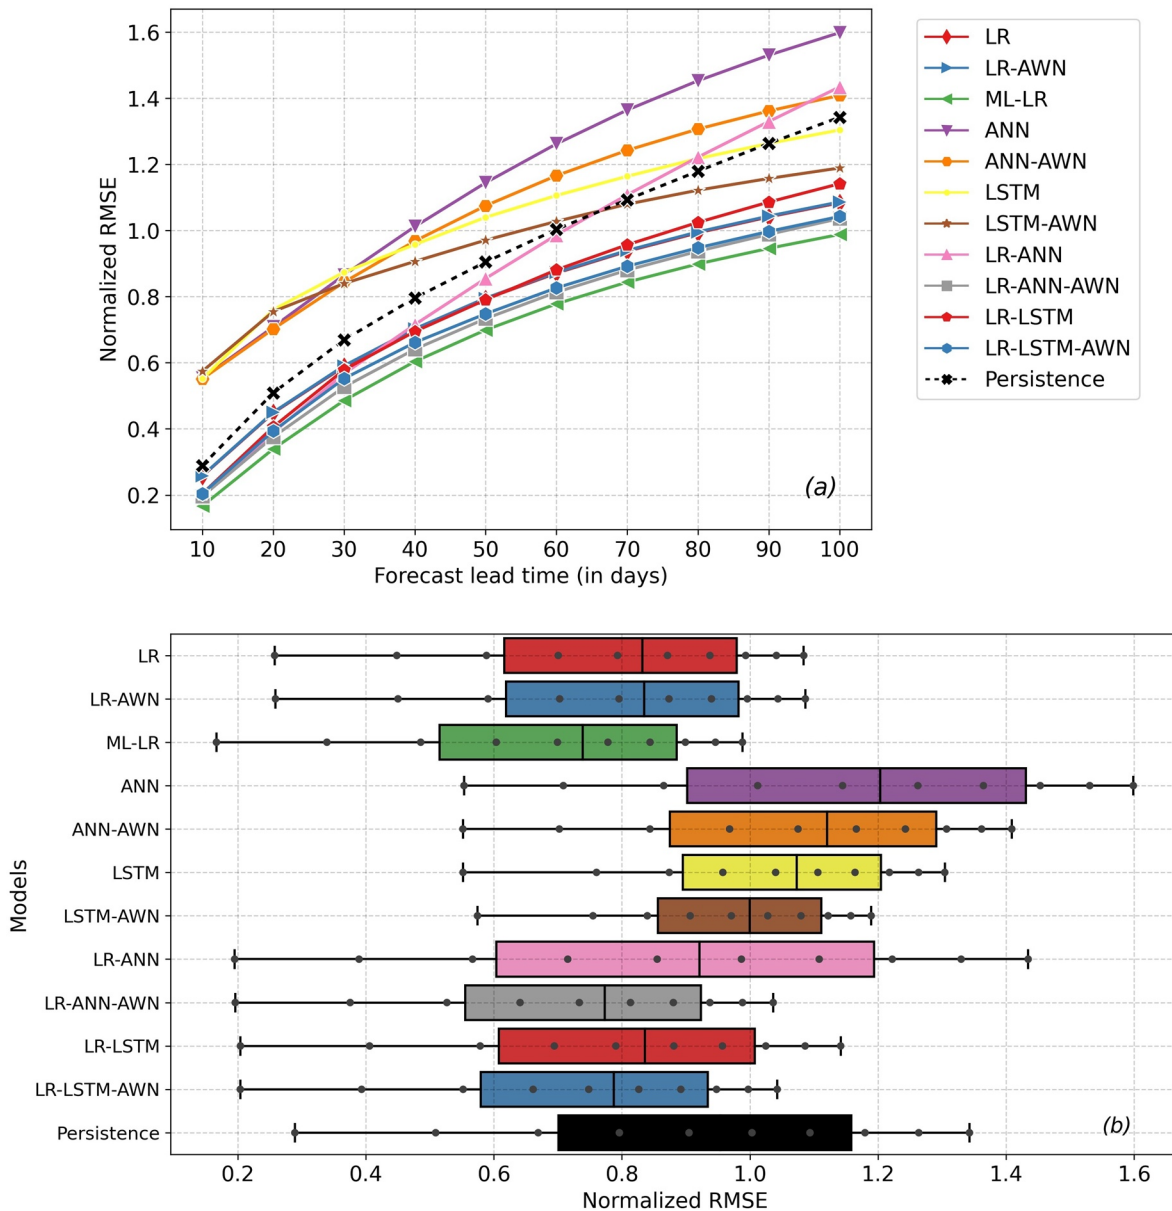 1.6
1.4
1.2
1.0
0.8
0.6
0.4
0.2
Normalized RMSE
10 20 30 40 50 60 70 80 90 100
Forecast lead time (in days)
(a)
LR
LR-AWN
ML-LR
ANN
ANN-AWN
LSTM
LSTM-AWN
LR-ANN
LR-ANN-AWN
LR-LSTM
LR-LSTM-AWN
Persistence
Models
LR
LR-AWN
ML-LR
ANN
ANN-AWN
LSTM
LSTM-AWN
LR-ANN
LR-ANN-AWN
LR-LSTM
LR-LSTM-AWN
Persistence
(b)
0.2 0.4 0.6 0.8 1.0 1.2 1.4 1.6
Normalized RMSE